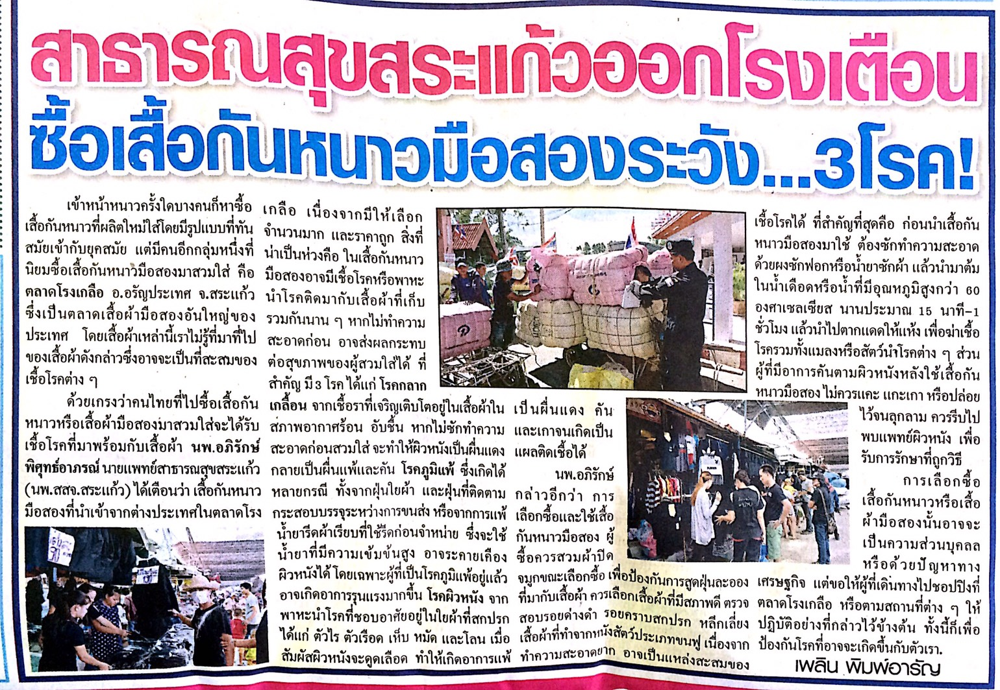 สาธารณสุขสระแก้วออกโรงเตือน
ซื้อเสื้อกันหนาวมือสองระวัง...3โรค!
เข้าหน้าหนาวครั้งใดบางคนก็หาซื้อ
เสื้อกันหนาวที่ผลิตใหม่ใส่โดยมีรูปแบบที่ทัน
สมัยเข้ากับยุคสมัย แต่มีคนอีกกลุ่มหนึ่งที่
นิยมซื้อเสื้อกันหนาวมือสองมาสวมใส่ คือ
ตลาดโรงเกลือ อ.อรัญประเทศ จ.สระแก้ว
ซึ่งเป็นตลาดเสื้อผ้ามือสองอันใหญ่ของ
ประเทศ โดยเสื้อผ้าเหล่านี้เราไม่รู้ที่มาที่ไป
ของเสื้อผ้าดังกล่าวซึ่งอาจจะเป็นที่สะสมของ
เชื้อโรคต่าง ๆ
ด้วยเกรงว่าคนไทยที่ไปซื้อเสื้อกัน
หนาวหรือเสื้อผ้ามือสองมาสวมใส่จะได้รับ
เชื้อโรคที่มาพร้อมกับเสื้อผ้า นพ.อภิรักษ์
พิศุทธ์อาภรณ์ นายแพทย์สาธารณสุขสระแก้ว
(นพ.สสจ.สระแก้ว) ได้เตือนว่า เสื้อกันหนาว
มือสองที่นำเข้าจากต่างประเทศในตลาดโรง
เกลือ เนื่องจากมีให้เลือก
จำนวนมาก และราคาถูก สิ่งที่
น่าเป็นห่วงคือ ในเสื้อกันหนาว
มือสองอาจมีเชื้อโรคหรือพาหะ
นำโรคติดมากับเสื้อผ้าที่เก็บ
รวมกันนาน ๆ หากไม่ทำความ
สะอาดก่อน อาจส่งผลกระทบ
ต่อสุขภาพของผู้สวมใส่ได้ ที่
สำคัญ มี 3 โรค ได้แก่ โรคกลาก
เกลื้อน จากเชื้อราที่เจริญเติบโตอยู่ในเสื้อผ้าใน
สภาพอากาศร้อน อับชื้น หากไม่ซักทำความ
สะอาดก่อนสวมใส่ จะทำให้ผิวหนังเป็นผื่นแดง
กลายเป็นผื่นแพ้และคัน โรคภูมิแพ้ ซึ่งเกิดได้
หลายกรณี ทั้งจากฝุ่นใยผ้า และฝุ่นที่ติดตาม
กระสอบบรรจุระหว่างการขนส่ง หรือจากการแพ้
น้ำยารีดผ้าเรียบที่ใช้รีดก่อนจำหน่าย ซึ่งจะใช้
น้ำยาที่มีความเข้มข้นสูง อาจระคายเคือง
ผิวหนังได้ โดยเฉพาะผู้ที่เป็นโรคภูมิแพ้อยู่แล้ว
อาจเกิดอาการรุนแรงมากขึ้น โรคผิวหนัง จาก
พาหะนำโรคที่ชอบอาศัยอยู่ในใยผ้าที่สกปรก
ได้แก่ ตัวไร ตัวเรือด เห็บ หมัด และโลน เมื่อ
สัมผัสผิวหนังจะดูดเลือด ทำให้เกิดอาการแพ้
เป็นผื่นแดง คัน
และเกาจนเกิดเป็น
แผลติดเชื้อได้
นพ.อภิรักษ์
กล่าวอีกว่า การ
เลือกซื้อและใช้เสื้อ
กันหนาวมือสอง ผู้
ซื้อควรสวมผ้าปิด
จมูกขณะเลือกซื้อ เพื่อป้องกันการสูดฝุ่นละออง
ที่มากับเสื้อผ้า ควรเลือกเสื้อผ้าที่มีสภาพดี ตรวจ
สอบรอยด่างดำ รอยคราบสกปรก หลีกเลี่ยง
เสื้อผ้าที่ทำจากหนังสัตว์ประเภทขนฟู เนื่องจาก
ทำความสะอาดยาก อาจเป็นแหล่งสะสมของ
เชื้อโรคได้ ที่สำคัญที่สุดคือ ก่อนนำเสื้อกัน
หนาวมือสองมาใช้ ต้องซักทำความสะอาด
ด้วยผงซักฟอกหรือน้ำยาซักผ้า แล้วนำมาต้ม
ในน้ำเดือดหรือน้ำที่มีอุณหภูมิสูงกว่า 60
องศาเซลเซียส นานประมาณ 15 นาที-1
ชั่วโมง แล้วนำไปตากแดดให้แห้ง เพื่อฆ่าเชื้อ
โรครวมทั้งแมลงหรือสัตว์นำโรคต่าง ๆ ส่วน
ผู้ที่มีอาการคันตามผิวหนังหลังใช้เสื้อกัน
หนาวมือสอง ไม่ควรแคะ แกะเกา หรือปล่อย
ไว้จนลุกลาม ควรรีบไป
พบแพทย์ผิวหนัง เพื่อ
รับการรักษาที่ถูกวิธี
การเลือกซื้อ
เสื้อกันหนาวหรือเสื้อ
ผ้ามือสองนั้นอาจจะ
เป็นความส่วนบุคคล
หรือด้วยปัญหาทาง
เศรษฐกิจ แต่ขอให้ผู้ที่เดินทางไปชอปปิงที่
ตลาดโรงเกลือ หรือตามสถานที่ต่าง ๆ ให้
ปฏิบัติอย่างที่กล่าวไว้ข้างต้น ทั้งนี้ก็เพื่อ
ป้องกันโรคที่อาจจะเกิดขึ้นกับตัวเรา.
เพลิน พิมพ์อารัญ